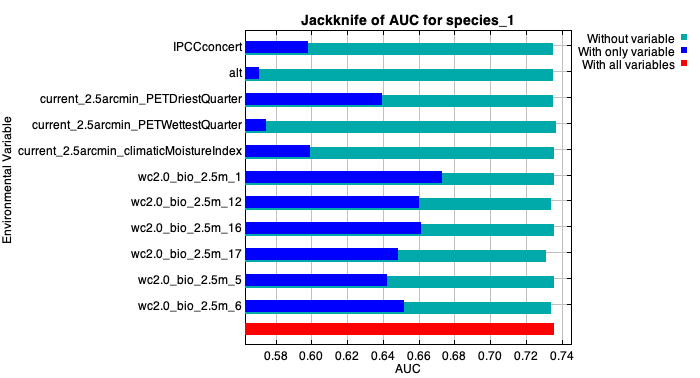 Jackknife of AUC for species_1
Without variable
With only variable
With all variables
Environmental Variable
IPCCconcert
alt
current_2.5arcmin_PETDriestQuarter
current_2.5arcmin_PETWettestQuarter
current_2.5arcmin_climaticMoistureIndex
wc2.0_bio_2.5m_1
wc2.0_bio_2.5m_12
wc2.0_bio_2.5m_16
wc2.0_bio_2.5m_17
wc2.0_bio_2.5m_5
wc2.0_bio_2.5m_6
0.58 0.60 0.62 0.64 0.66 0.68 0.70 0.72 0.74
AUC